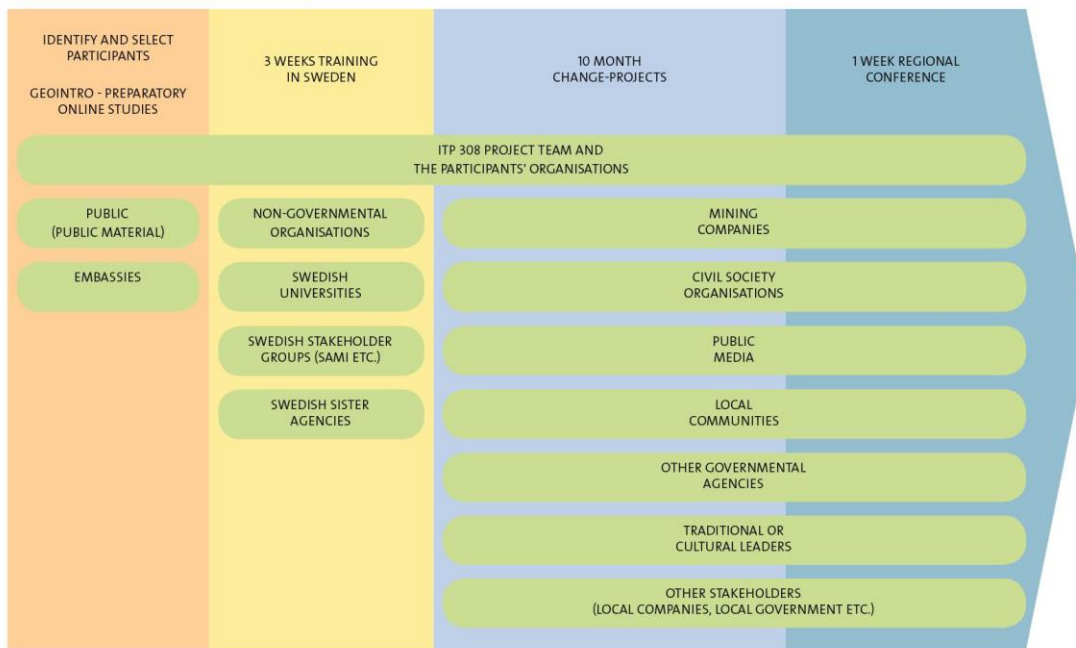 IDENTIFY AND SELECT
PARTICIPANTS
GEOINTRO - PREPARATORY
ONLINE STUDIES
3 WEEKS TRAINING
IN SWEDEN
10 MONTH
CHANGE-PROJECTS
1 WEEK REGIONAL
CONFERENCE
ITP 308 PROJECT TEAM AND
THE PARTICIPANTS' ORGANISATIONS
PUBLIC
(PUBLIC MATERIAL)
EMBASSIES
NON-GOVERNMENTAL
ORGANISATIONS
SWEDISH
UNIVERSITIES
SWEDISH STAKEHOLDER
GROUPS (SAMI ETC.)
SWEDISH SISTER
AGENCIES
MINING
COMPANIES
CIVIL SOCIETY
ORGANISATIONS
PUBLIC
MEDIA
LOCAL
COMMUNITIES
OTHER GOVERNMENTAL
AGENCIES
TRADITIONAL OR
CULTURAL LEADERS
OTHER STAKEHOLDERS
(LOCAL COMPANIES, LOCAL GOVERNMENT ETC.)